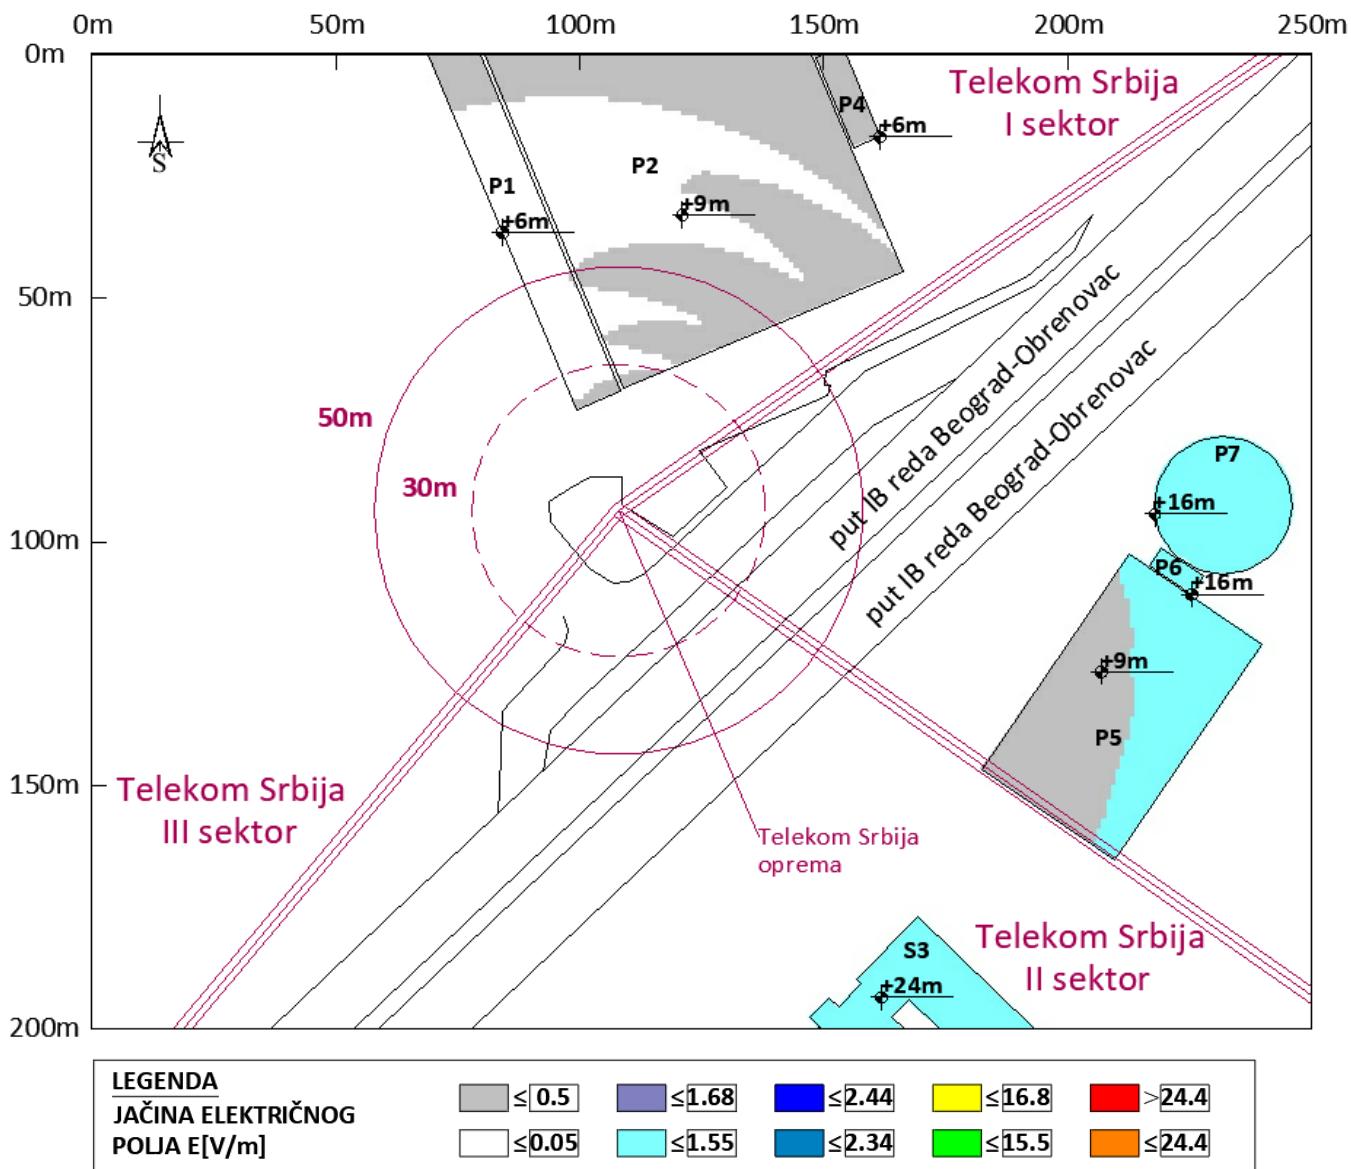 0m 50m 100m 150m 200m 250m
0m
50m
100m
150m
200m
S
Telekom Srbija
I sektor
P4
+6m
P2
P1
+9m
+6m
50m
30m
put IB reda Beograd-Obrenovac
put IB reda Beograd-Obrenovac
P7
+16m
P6
+16m
+9m
P5
Telekom Srbija
III sektor
Telekom Srbija
oprema
Telekom Srbija
II sektor
S3
+24m
LEGENDA
JAČINA ELEKTRIČNOG
POLJA E[V/m]
≤ 0.5 ≤1.68 ≤2.44 ≤16.8 >24.4
≤0.05 ≤1.55 ≤2.34 ≤15.5 ≤24.4